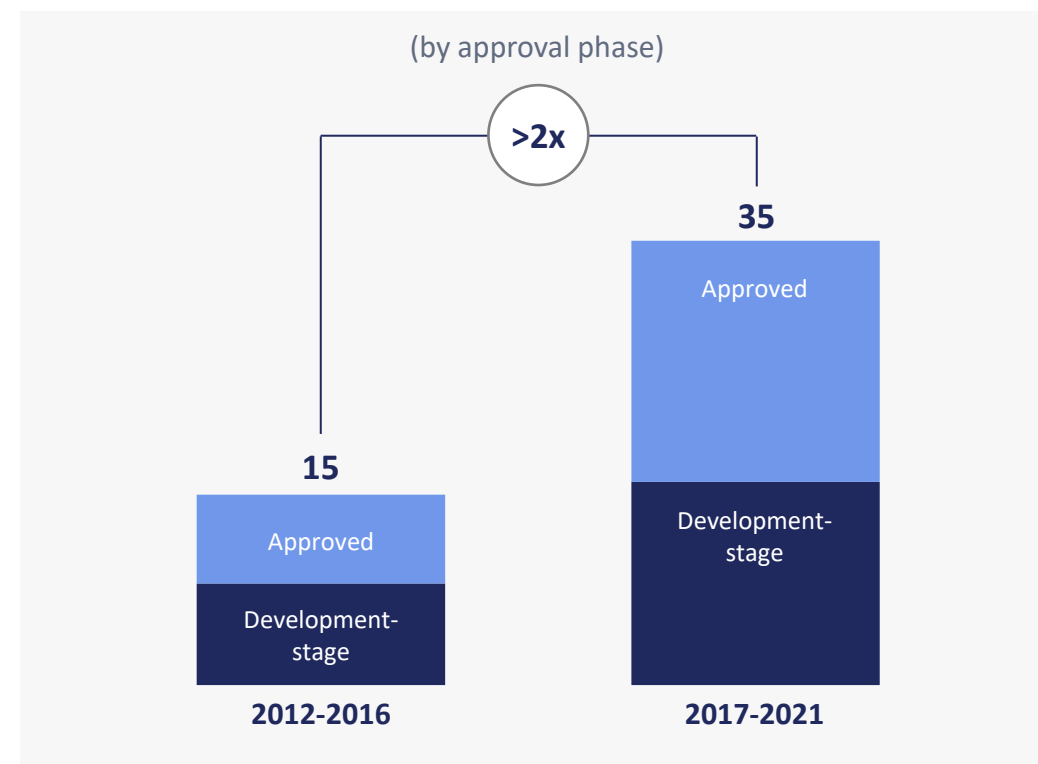 (by approval phase)
>2x
35
Approved
15
Development-
stage
Approved
Development-
stage
2012-2016
2017-2021